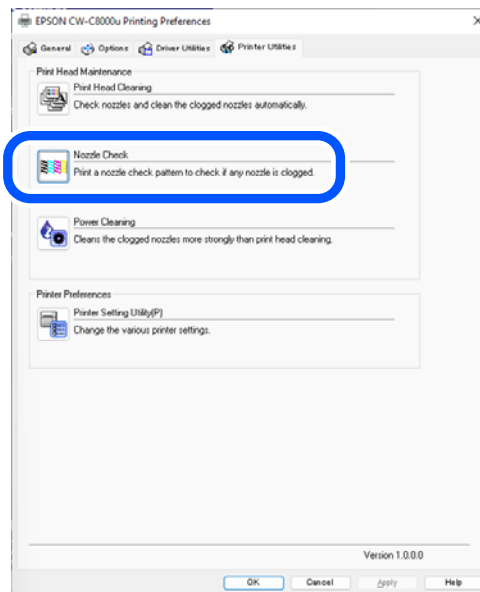 EPSON CW-C8000u Printing Preferences
General Options Driver Utilities Printer Utilities
Print Head Maintenance
Print Head Cleaning
Check nozzles and clean the clogged nozzles automatically.
Nozzle Check
Print a nozzle check pattern to check if any nozzle is clogged.
Power Cleaning
Cleans the clogged nozzles more strongly than print head cleaning.
Printer Preferences
Printer Setting Utility(P)
Change the various printer settings.
Version 1.0.0.0
OK Cancel Apply Help